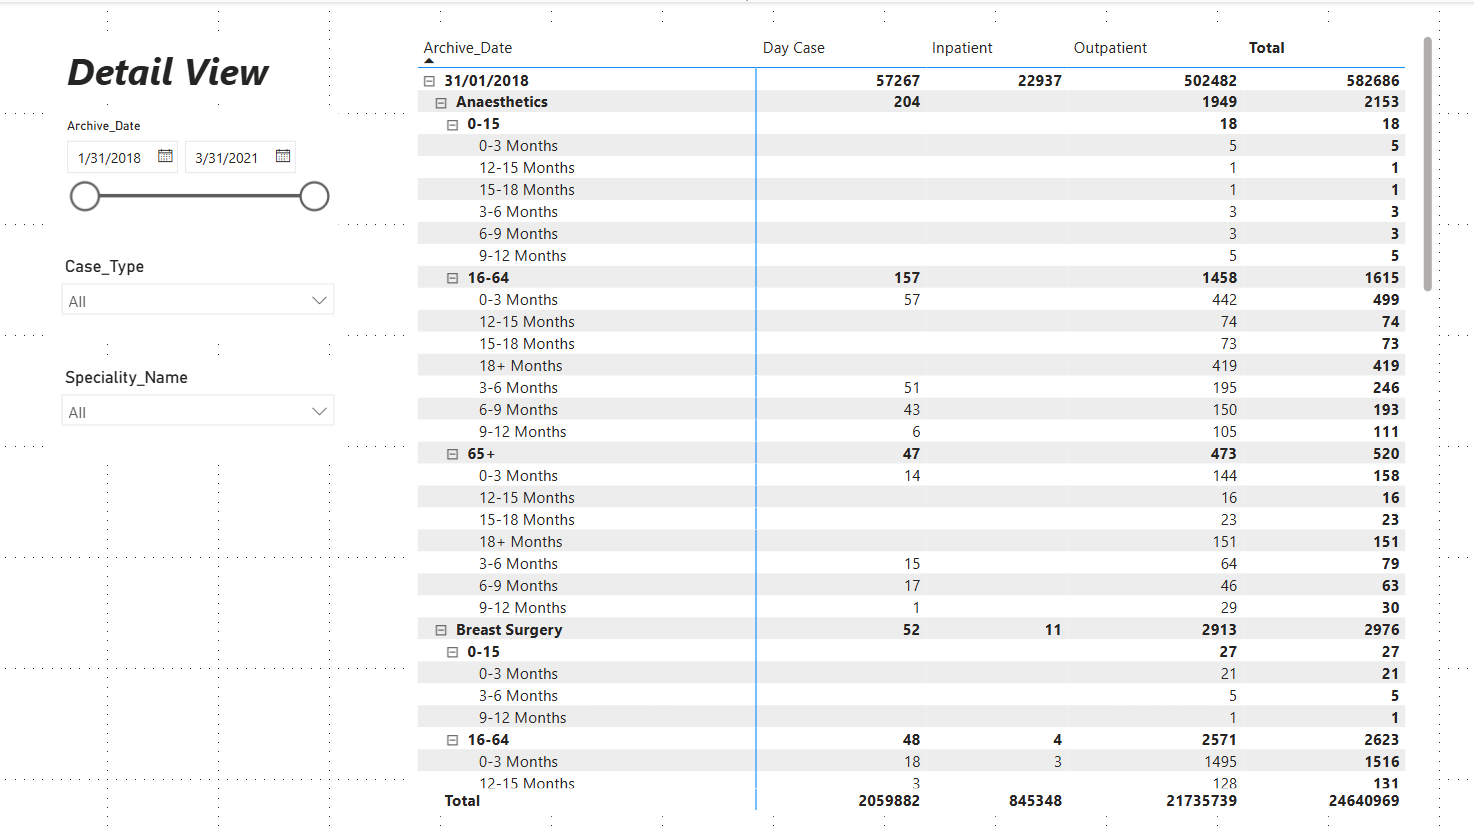 Detail View
Archive_Date
1/31/2018 3/31/2021
Case_Type
All
Speciality_Name
All
Archive_Date Day Case Inpatient Outpatient Total
31/01/2018 57267 22937 502482 582686
Anaesthetics 204 1949 2153
0-15 18 18
0-3 Months 5 5
12-15 Months 1 1
15-18 Months 1 1
3-6 Months 3 3
6-9 Months 3 3
9-12 Months 5 5
16-64 157 1458 1615
0-3 Months 57 442 499
12-15 Months 74 74
15-18 Months 73 73
18+ Months 419 419
3-6 Months 51 195 246
6-9 Months 43 150 193
9-12 Months 6 105 111
65+ 47 473 520
0-3 Months 14 144 158
12-15 Months 16 16
15-18 Months 23 23
18+ Months 151 151
3-6 Months 15 64 79
6-9 Months 17 46 63
9-12 Months 1 29 30
Breast Surgery 52 11 2913 2976
0-15 27 27
0-3 Months 21 21
3-6 Months 5 5
9-12 Months 1 1
16-64 48 4 2571 2623
0-3 Months 18 3 1495 1516
12-15 Months 3 128 131
Total 2059882 845348 21735739 24640969